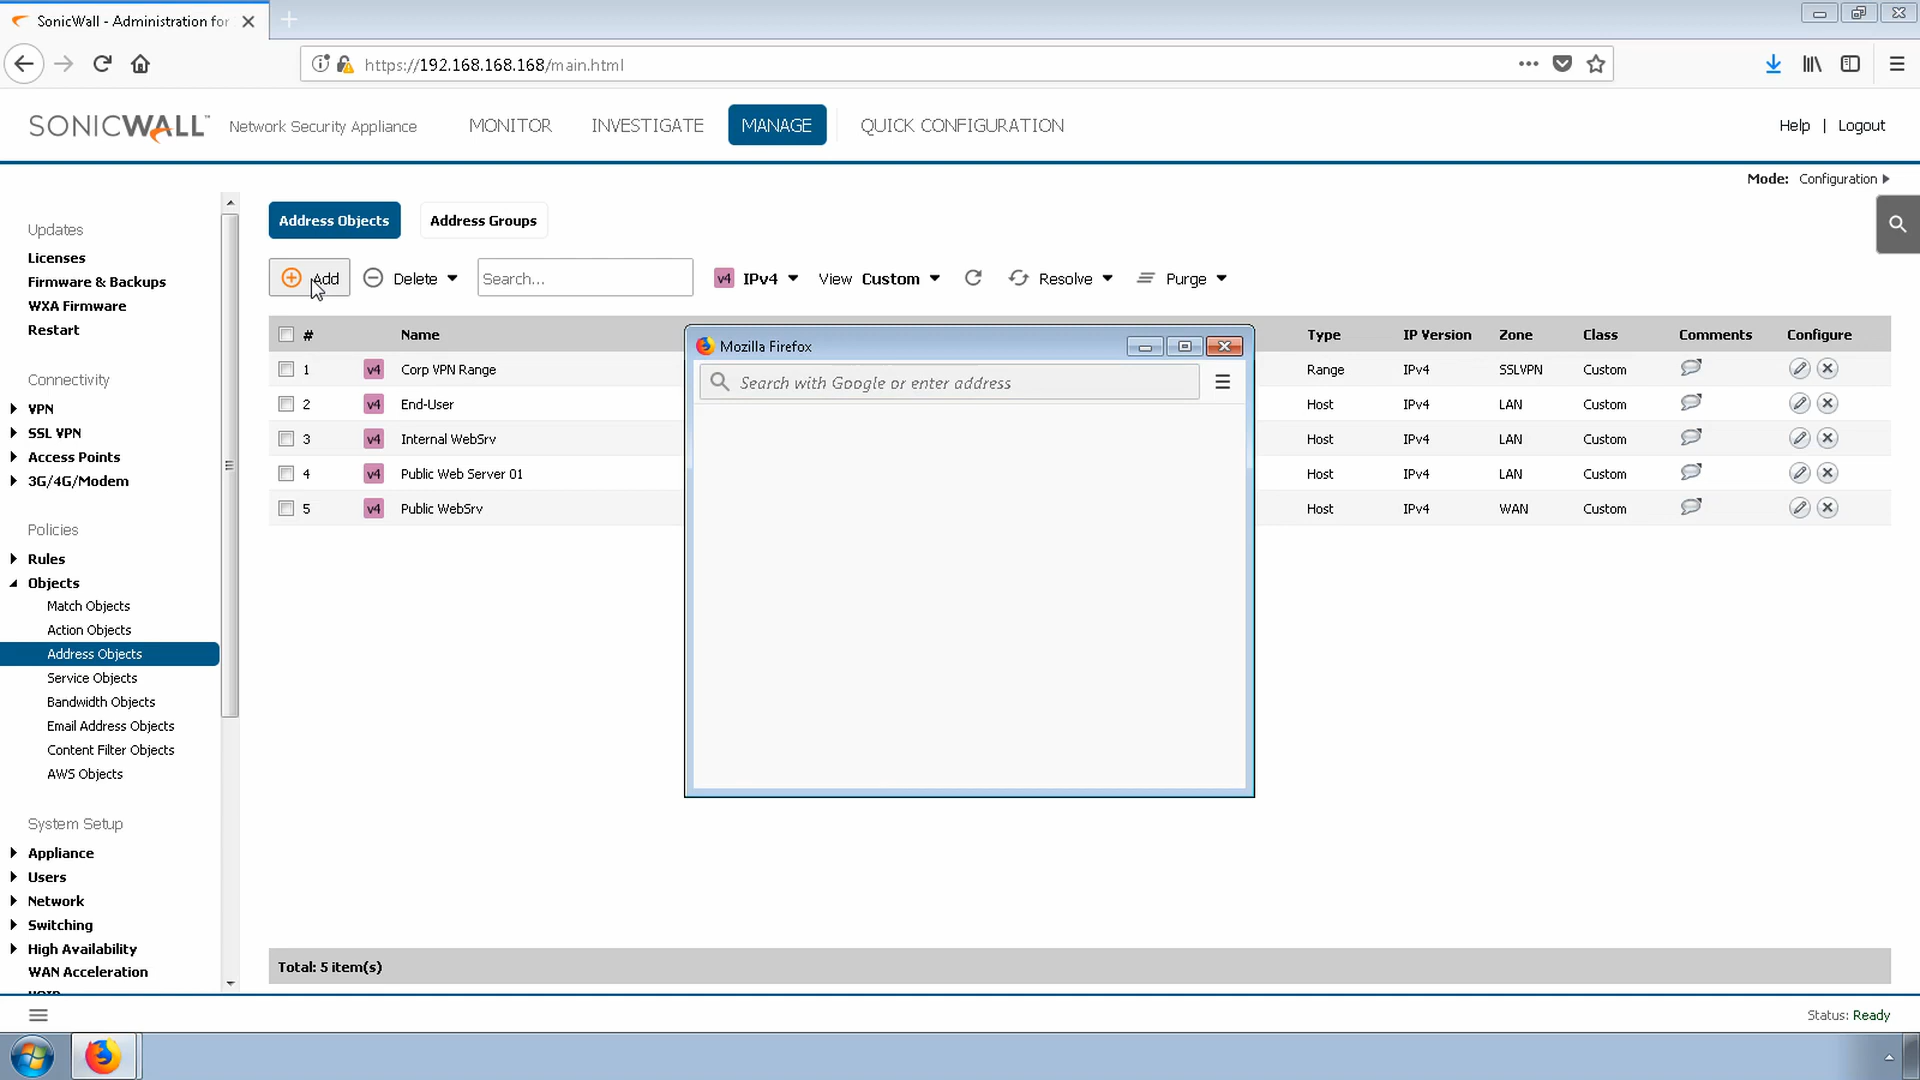 SonicWall - Administration for
https://192.168.168.168/main.html
SONICWALL Network Security Appliance MONITOR INVESTIGATE MANAGE QUICK CONFIGURATION Help | Logout
Mode: Configuration
Address Objects Address Groups
Add Delete Search... v4 IPv4 View Custom Resolve Purge
# Name Type IP Version Zone Class Comments Configure
1 v4 Corp VPN Range Range IPv4 SSLVPN Custom
2 v4 End-User Host IPv4 LAN Custom
3 v4 Internal WebSrv Host IPv4 LAN Custom
4 v4 Public Web Server 01 Host IPv4 LAN Custom
5 v4 Public WebSrv Host IPv4 WAN Custom
Total: 5 item(s)
Mozilla Firefox
Search with Google or enter address
Updates
Licenses
Firmware & Backups
WXA Firmware
Restart
Connectivity
VPN
SSL VPN
Access Points
3G/4G/Modem
Policies
Rules
Objects
Match Objects
Action Objects
Address Objects
Service Objects
Bandwidth Objects
Email Address Objects
Content Filter Objects
AWS Objects
System Setup
Appliance
Users
Network
Switching
High Availability
WAN Acceleration
Status: Ready